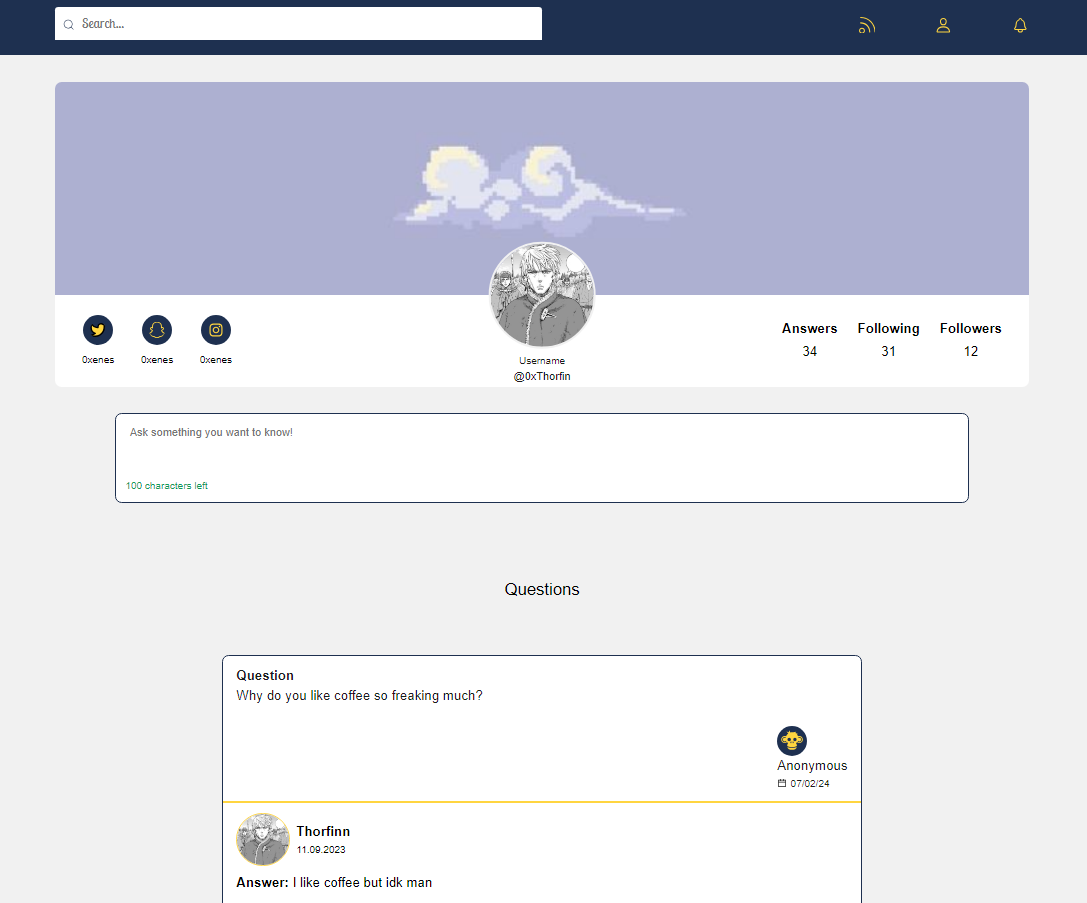 Search...
0xenes 0xenes 0xenes
Username
@0xThorfin
Answers Following Followers
34 31 12
Ask something you want to know!
100 characters left
Questions
Question
Why do you like coffee so freaking much?
Anonymous
07/02/24
Thorfinn
11.09.2023
Answer: I like coffee but idk man